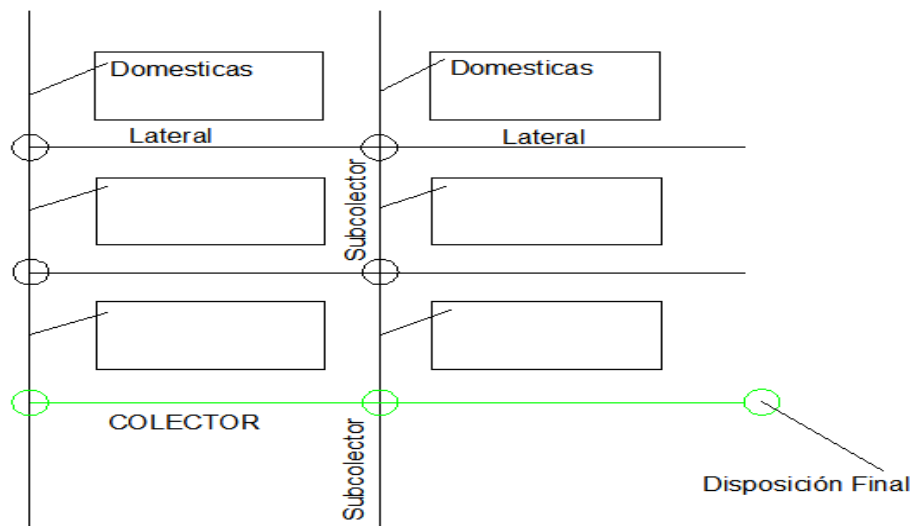 Domesticas
Domesticas
Lateral
Lateral
Subcolector
COLECTOR
Subcolector
Disposición Final